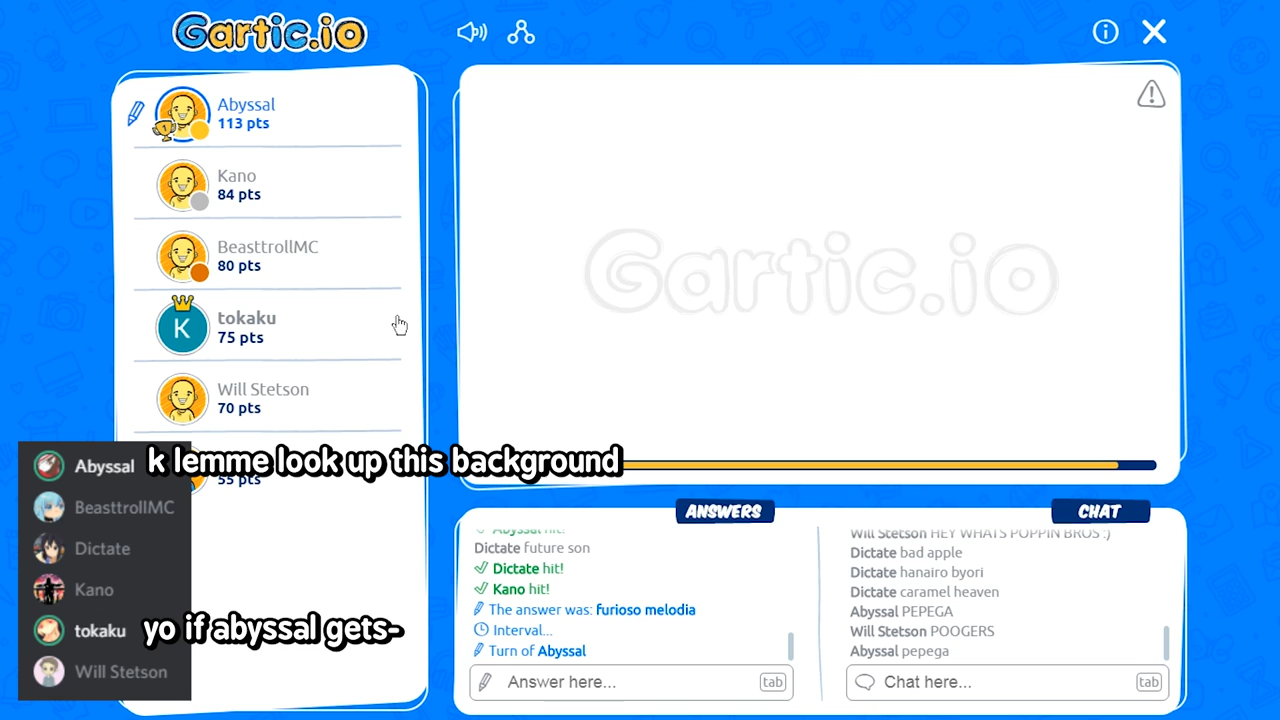 Gartic.io
Abyssal
113 pts
1
Kano
84 pts
BeasttrollMC
80 pts
K
tokaku
75 pts
Will Stetson
70 pts
55 pts
Gartic.io
Abyssal k lemme look up this background
BeasttrollMC
Dictate
Kano
tokaku yo if abyssal gets-
Will Stetson
ANSWERS
Abyssal hit!
Dictate future son
Dictate hit!
Kano hit!
The answer was: furioso melodia
Interval...
Turn of Abyssal
Answer here... tab
CHAT
Will Stetson HEY WHATS POPPIN BROS :)
Dictate bad apple
Dictate hanairo byori
Dictate caramel heaven
Abyssal PEPEGA
Will Stetson POOGERS
Abyssal pepega
Chat here... tab